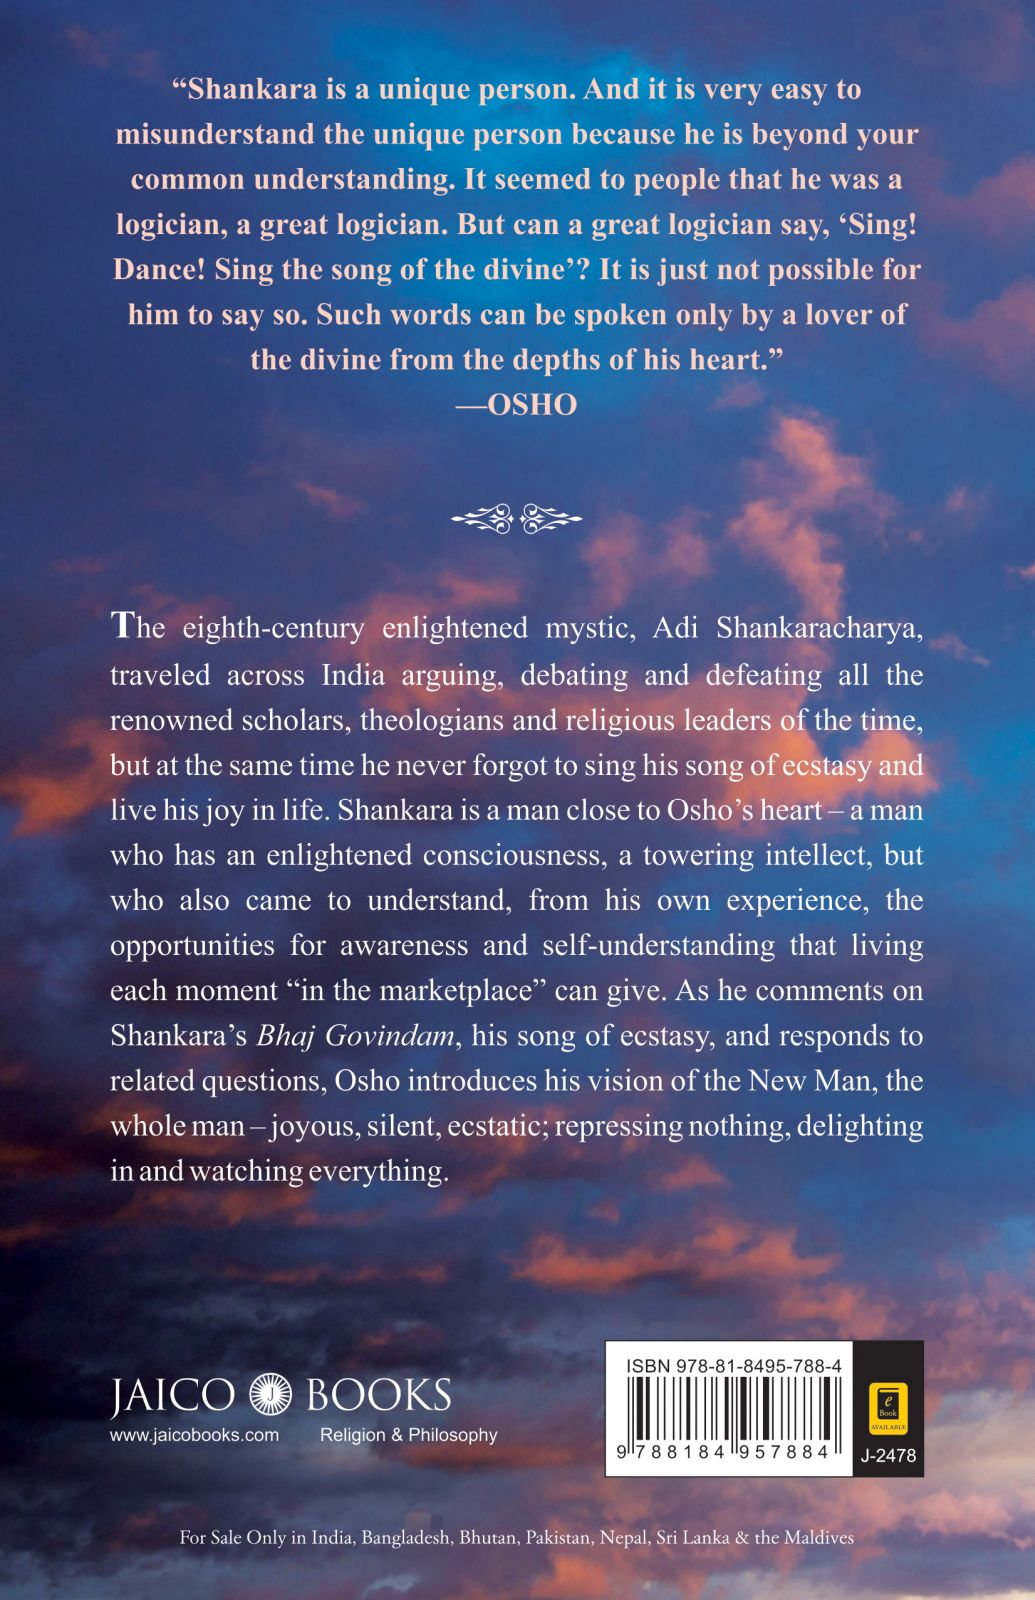 “Shankara is a unique person. And it is very easy to
misunderstand the unique person because he is beyond your
common understanding. It seemed to people that he was a
logician, a great logician. But can a great logician say, ‘Sing!
Dance! Sing the song of the divine’? It is just not possible for
him to say so. Such words can be spoken only by a lover of
the divine from the depths of his heart.”
—OSHO
The eighth-century enlightened mystic, Adi Shankaracharya,
traveled across India arguing, debating and defeating all the
renowned scholars, theologians and religious leaders of the time,
but at the same time he never forgot to sing his song of ecstasy and
live his joy in life. Shankara is a man close to Osho’s heart – a man
who has an enlightened consciousness, a towering intellect, but
who also came to understand, from his own experience, the
opportunities for awareness and self-understanding that living
each moment “in the marketplace” can give. As he comments on
Shankara’s Bhaj Govindam, his song of ecstasy, and responds to
related questions, Osho introduces his vision of the New Man, the
whole man – joyous, silent, ecstatic; repressing nothing, delighting
in and watching everything.
JAICO J BOOKS
www.jaicobooks.com Religion & Philosophy
ISBN 978-81-8495-788-4
9 788184 957884
e
Book
AVAILABLE
J-2478
For Sale Only in India, Bangladesh, Bhutan, Pakistan, Nepal, Sri Lanka & the Maldives